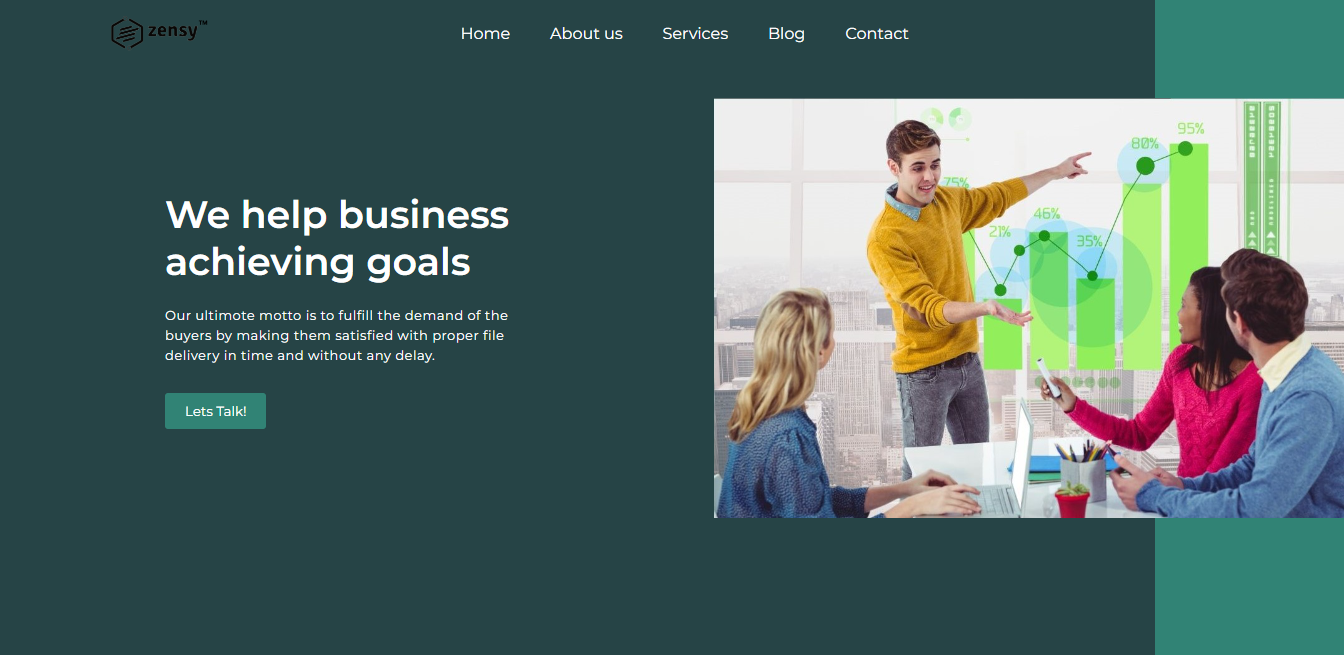 zensy™
Home
About us
Services
Blog
Contact
We help business
achieving goals
Our ultimote motto is to fulfill the demand of the
buyers by making them satisfied with proper file
delivery in time and without any delay.
Lets Talk!
75%
21%
46%
35%
80%
95%